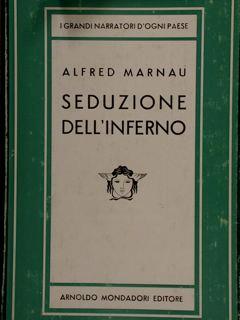 I GRANDI NARRATORI D'OGNI PAESE
ALFRED MARNAU
SEDUZIONE
DELL'INFERNO
ARNOLDO MONDADORI EDITORE